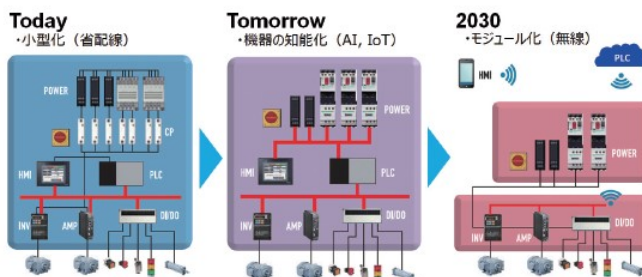 Today
・小型化（省配線）
POWER
CP
HMI
PLC
INV
AMP
DI/DO
Tomorrow
・機器の知能化（AI, IoT）
POWER
HMI
PLC
INV
AMP
DI/DO
2030
・モジュール化（無線）
HMI
PLC
POWER
INV
AMP
DI/DO